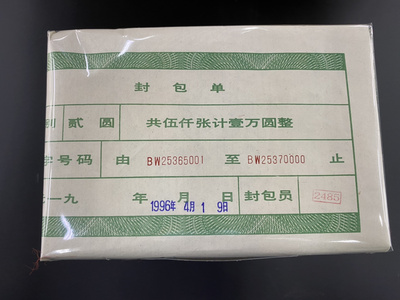 封包单
贰圆 共伍仟张计壹万圆整
字号码 由 BW25365001 至 BW25370000 止
一九 年 月 日 封包员 2485
1996年 4月 1 9日